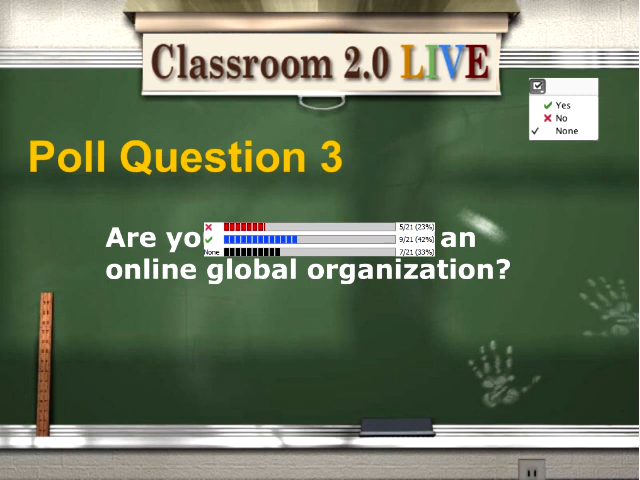 Classroom 2.0 LIVE
Yes
No
None
Poll Question 3
Are yo an
5/21 (23%)
9/21 (42%)
None 7/21 (33%)
online global organization?